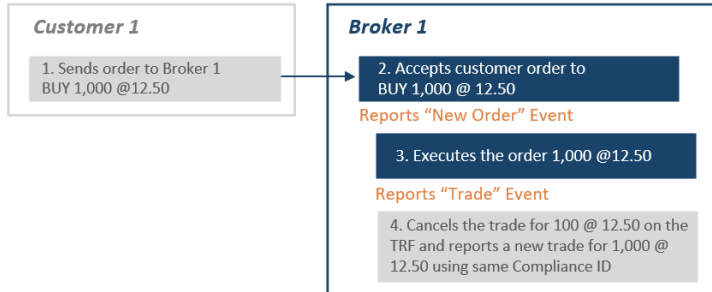 Customer 1
1. Sends order to Broker 1
BUY 1,000 @12.50
Broker 1
2. Accepts customer order to
BUY 1,000 @ 12.50
Reports “New Order” Event
3. Executes the order 1,000 @12.50
Reports “Trade” Event
4. Cancels the trade for 100 @ 12.50 on the
TRF and reports a new trade for 1,000 @
12.50 using same Compliance ID